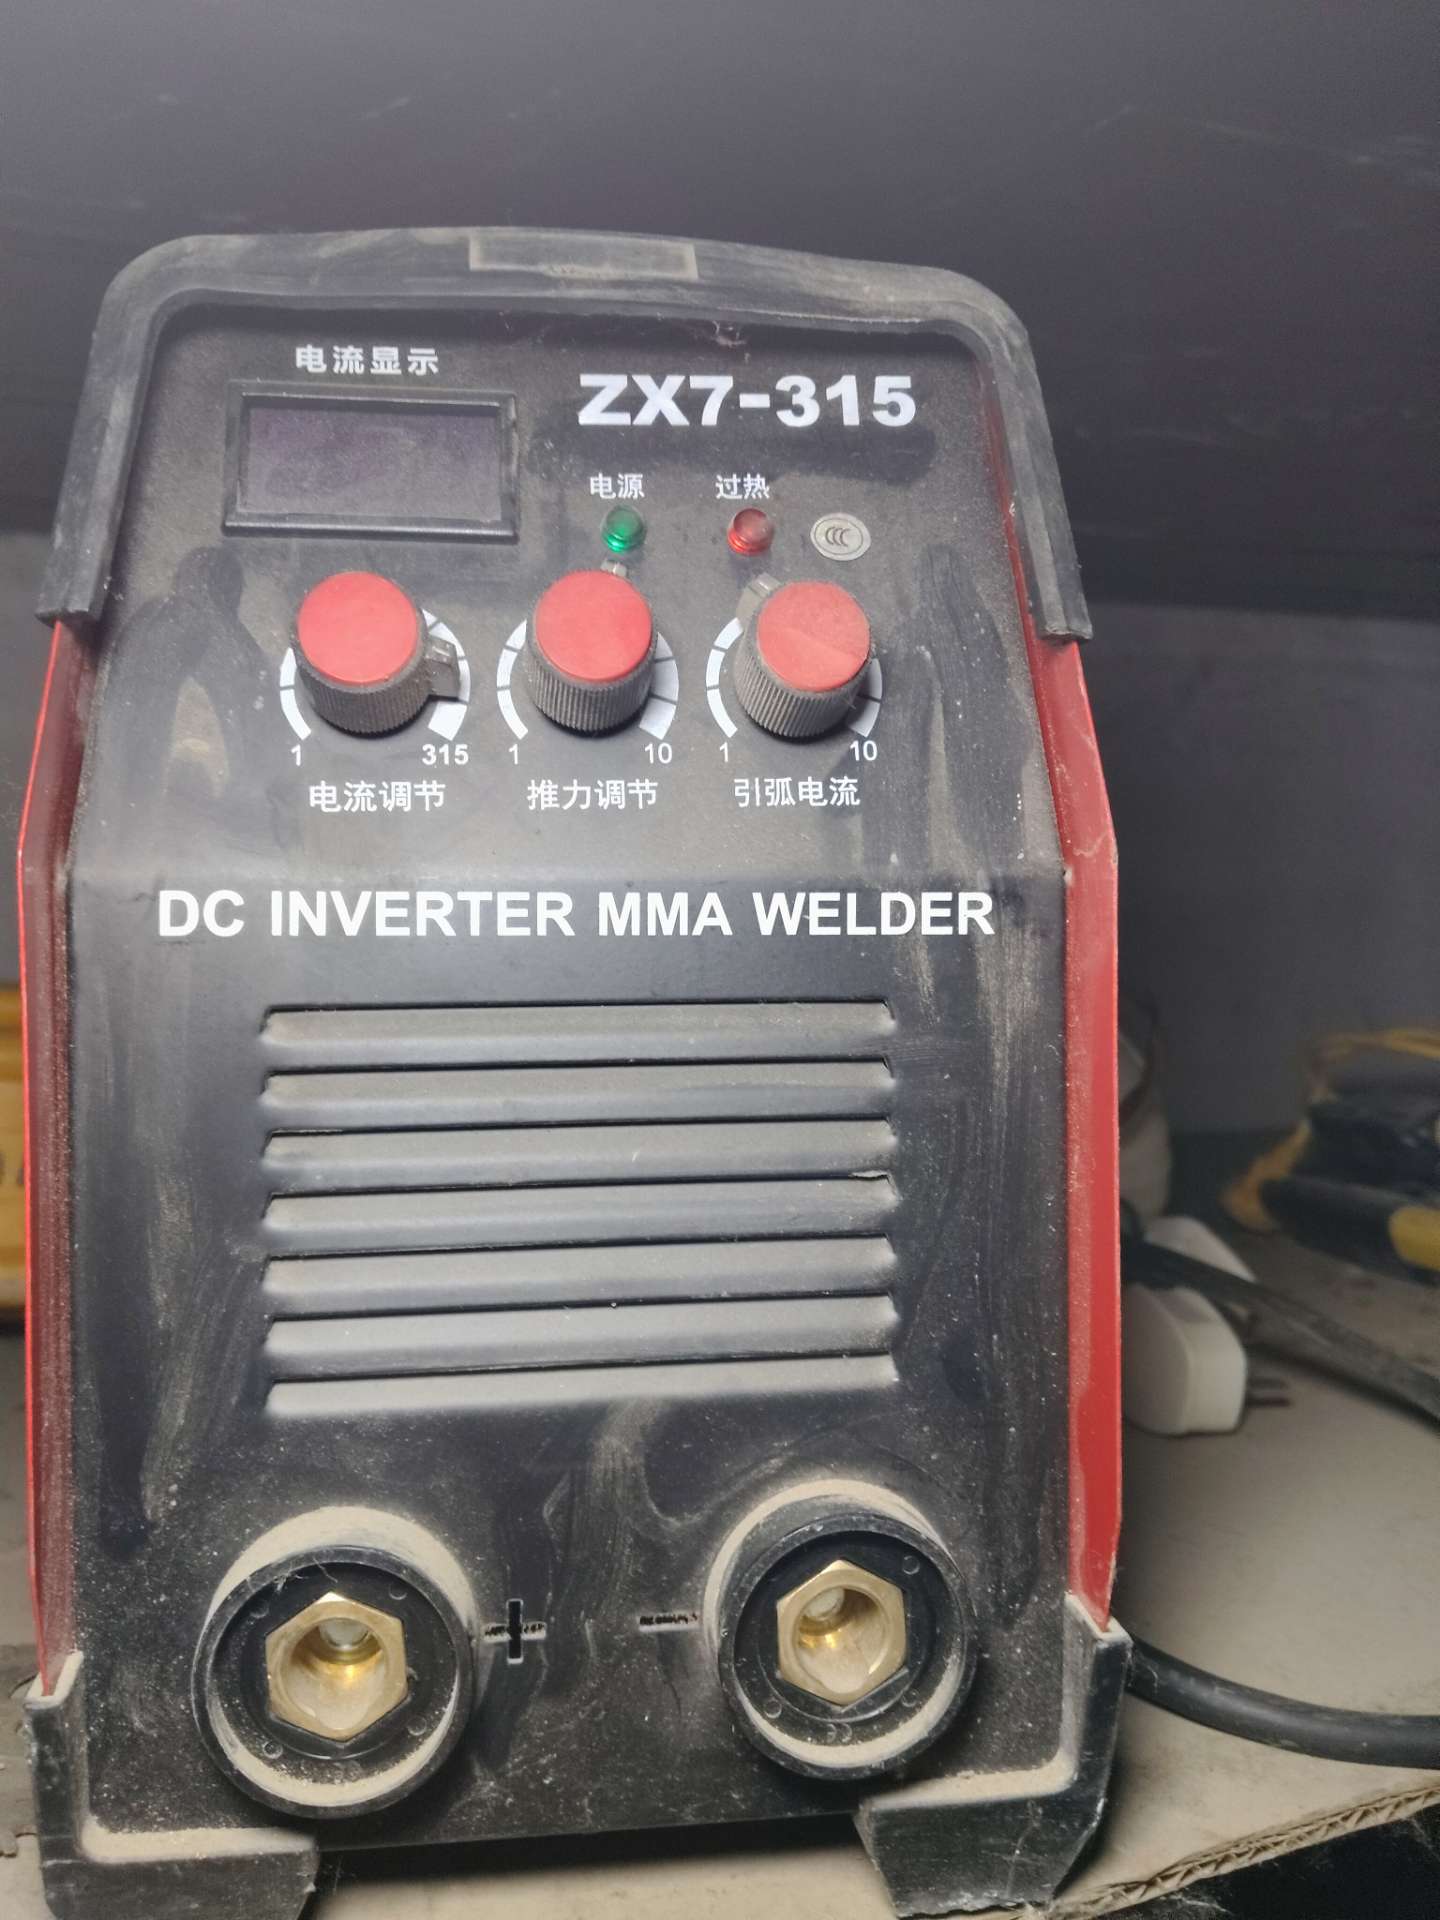 电流显示
ZX7-315
电源 过热
CCC
1 315 1 10 1 10
电流调节 推力调节 引弧电流
DC INVERTER MMA WELDER
+ -